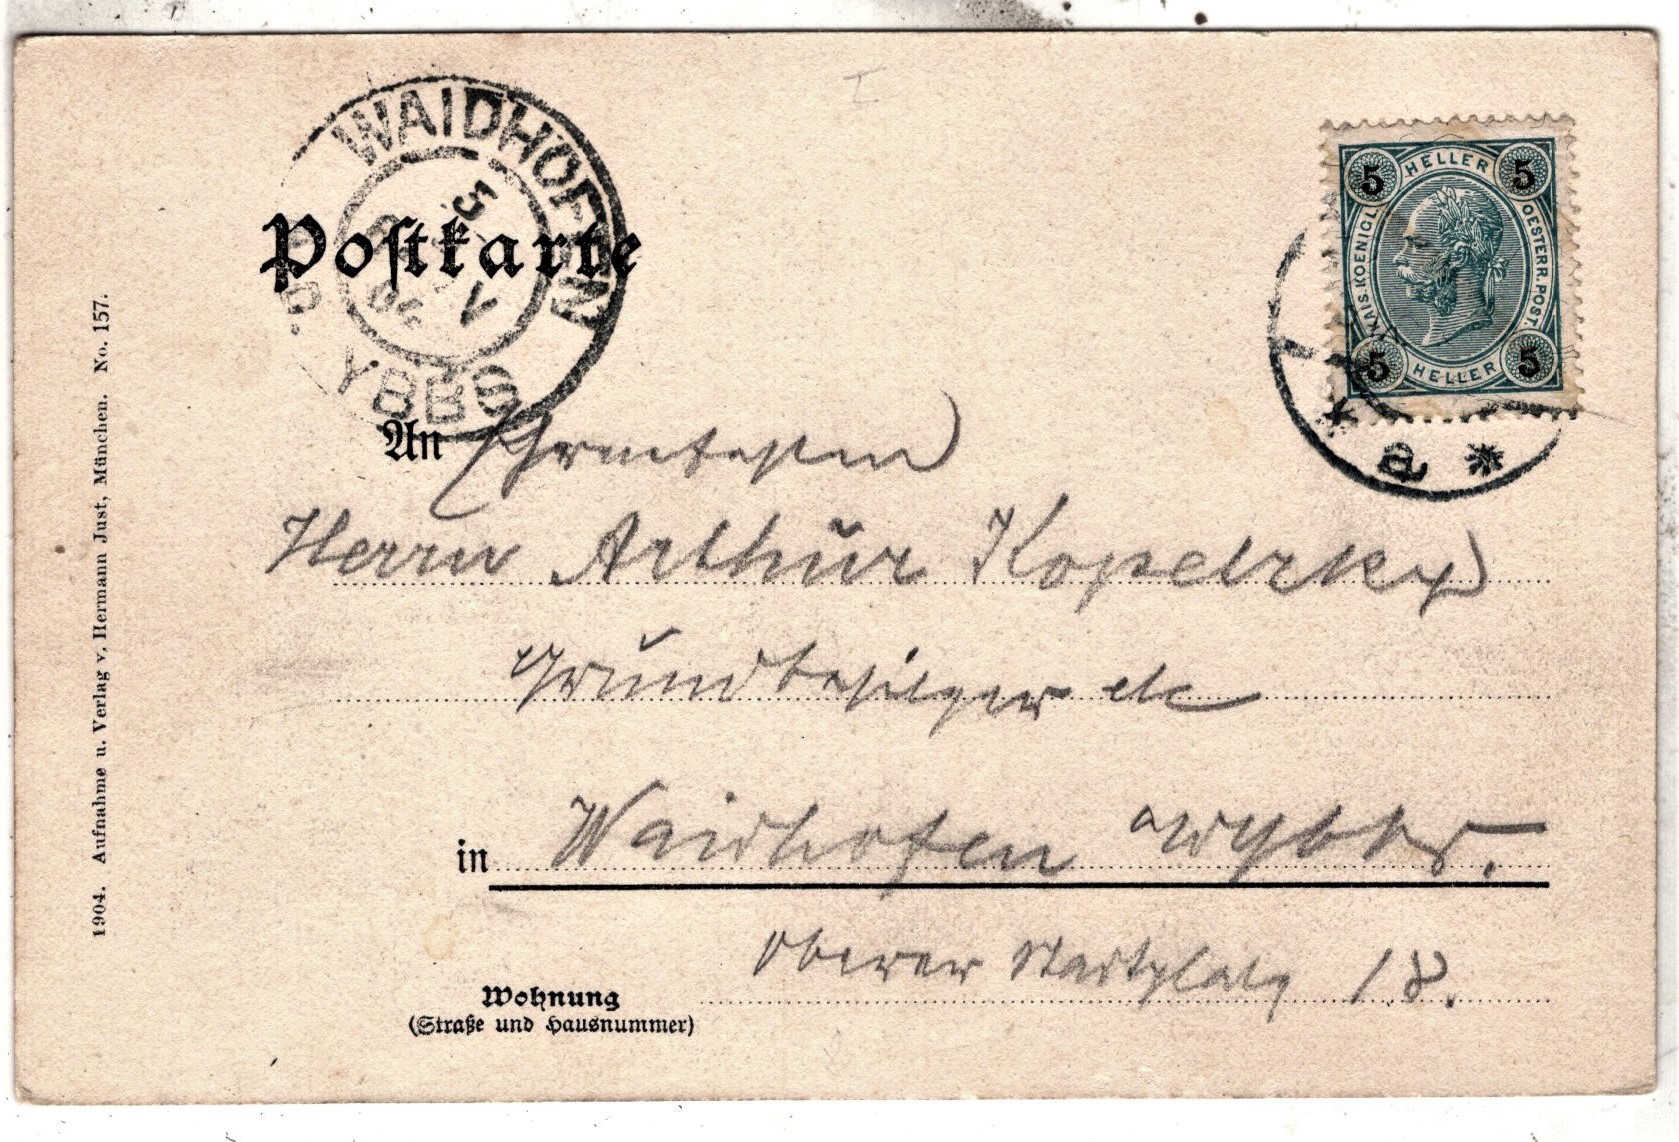 WAIDHOFEN
5
V
YBBS
Postkarte
HELLER
5 5
KAIS. KOENIGL. OESTERR. POST.
5 5
HELLER
* a *
An
Herrn Arthur Kopetzky
Grundbesitzer etc
in Waidhofen a/d Ybbs.
Oberer Stadtplatz 18.
Wohnung
(Straße und Hausnummer)
1904. Aufnahme u. Verlag v. Hermann Just, München. No. 157.